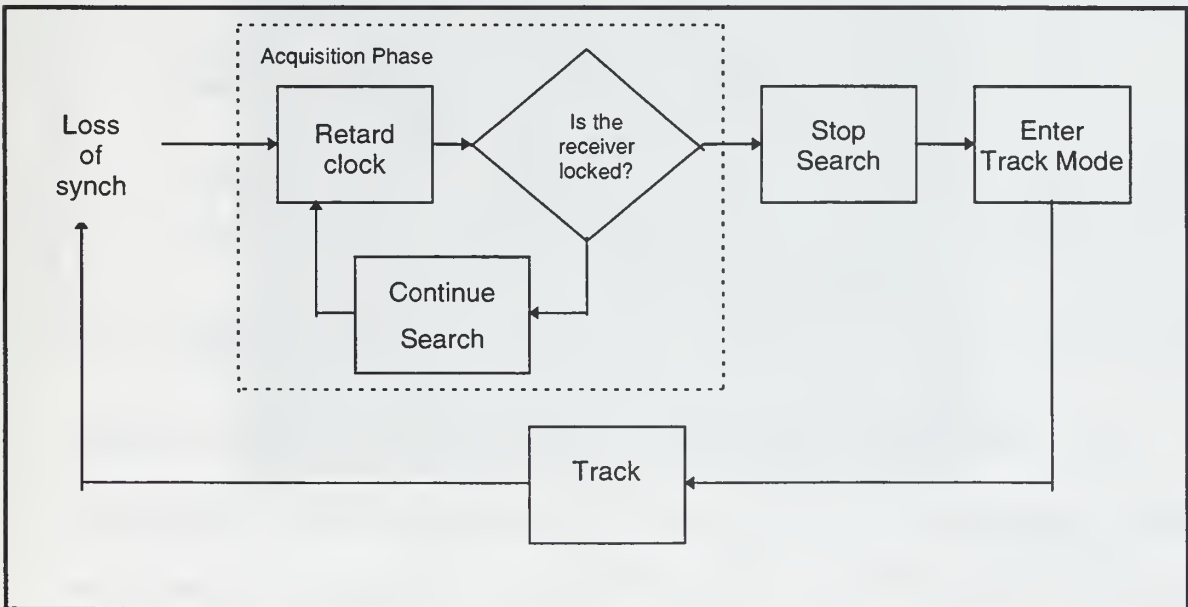 Acquisition Phase
Loss
of
synch
Retard
clock
Is the
receiver
locked?
Stop
Search
Enter
Track Mode
Continue
Search
Track